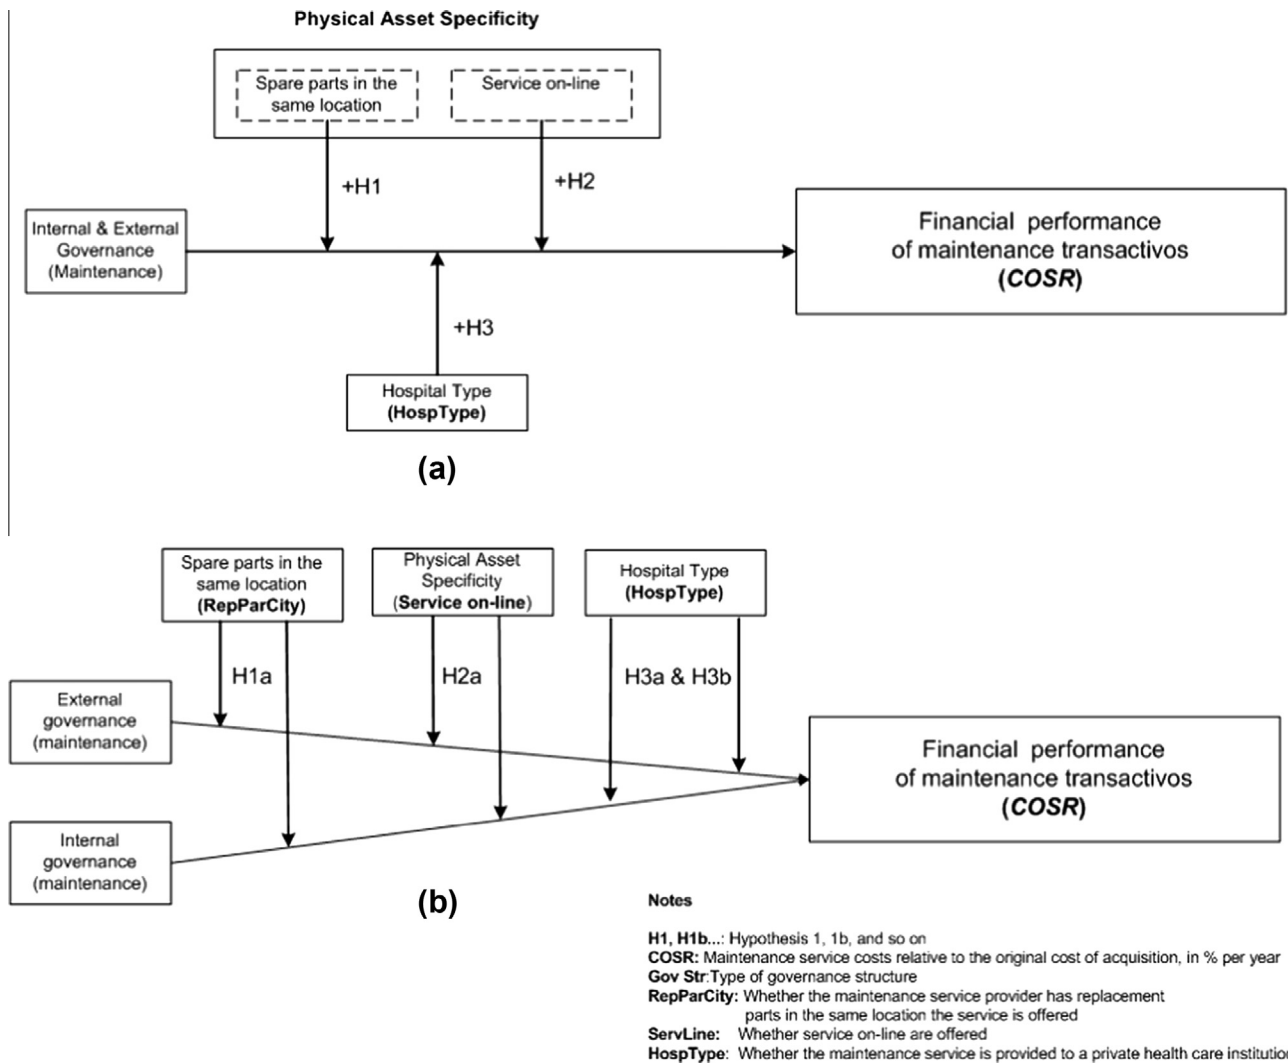 Physical Asset Specificity
Spare parts in the
same location
Service on-line
+H1
+H2
Internal & External
Governance
(Maintenance)
Financial performance
of maintenance transactivos
(COSR)
+H3
Hospital Type
(HospType)
(a)
Spare parts in the
same location
(RepParCity)
Physical Asset
Specificity
(Service on-line)
Hospital Type
(HospType)
H1a
H2a
H3a & H3b
External
governance
(maintenance)
Financial performance
of maintenance transactivos
(COSR)
Internal
governance
(maintenance)
(b)
Notes
H1, H1b...: Hypothesis 1, 1b, and so on
COSR: Maintenance service costs relative to the original cost of acquisition, in % per year
Gov Str:Type of governance structure
RepParCity: Whether the maintenance service provider has replacement
parts in the same location the service is offered
ServLine: Whether service on-line are offered
HospType: Whether the maintenance service is provided to a private health care institutio